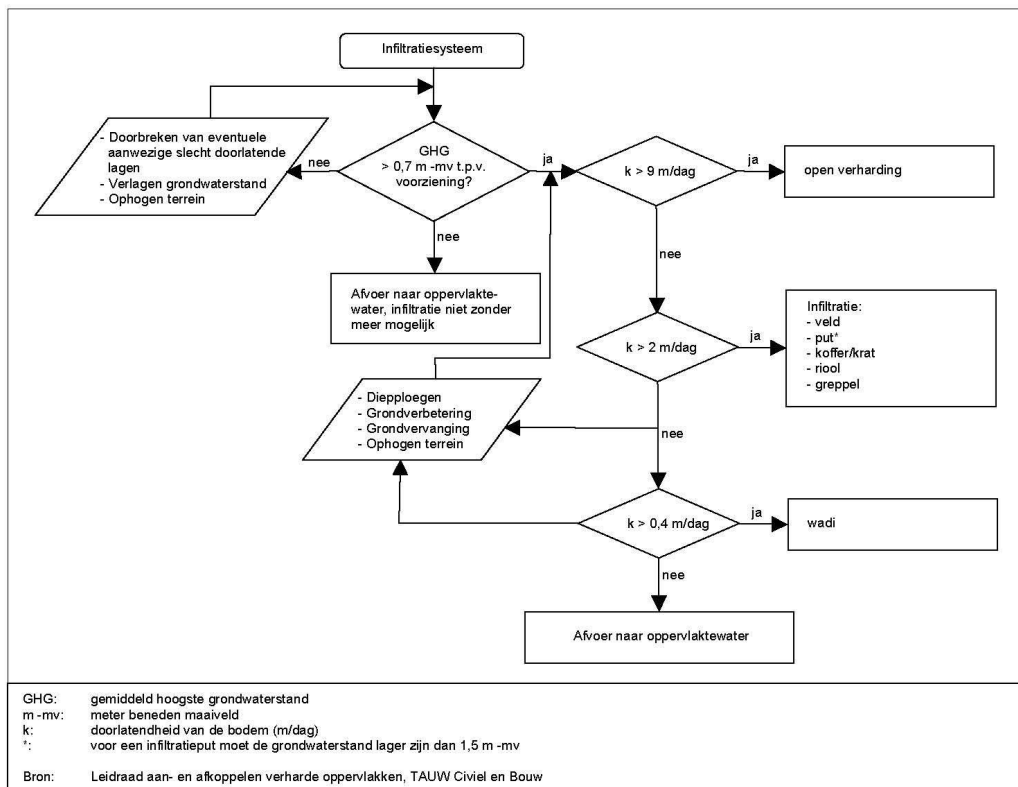 Infiltratiesysteem
- Doorbreken van eventuele
aanwezige slecht doorlatende
lagen
- Verlagen grondwaterstand
- Ophogen terrein
nee
GHG
> 0,7 m -mv t.p.v.
voorziening?
ja
k > 9 m/dag
ja
open verharding
nee
nee
Afvoer naar oppervlakte-
water, infiltratie niet zonder
meer mogelijk
k > 2 m/dag
ja
Infiltratie:
- veld
- put*
- koffer/krat
- riool
- greppel
- Diepploegen
- Grondverbetering
- Grondvervanging
- Ophogen terrein
nee
k > 0,4 m/dag
ja
wadi
nee
Afvoer naar oppervlaktewater
GHG: gemiddeld hoogste grondwaterstand
m -mv: meter beneden maaiveld
k: doorlatendheid van de bodem (m/dag)
*: voor een infiltratieput moet de grondwaterstand lager zijn dan 1,5 m -mv
Bron: Leidraad aan- en afkoppelen verharde oppervlakken, TAUW Civiel en Bouw